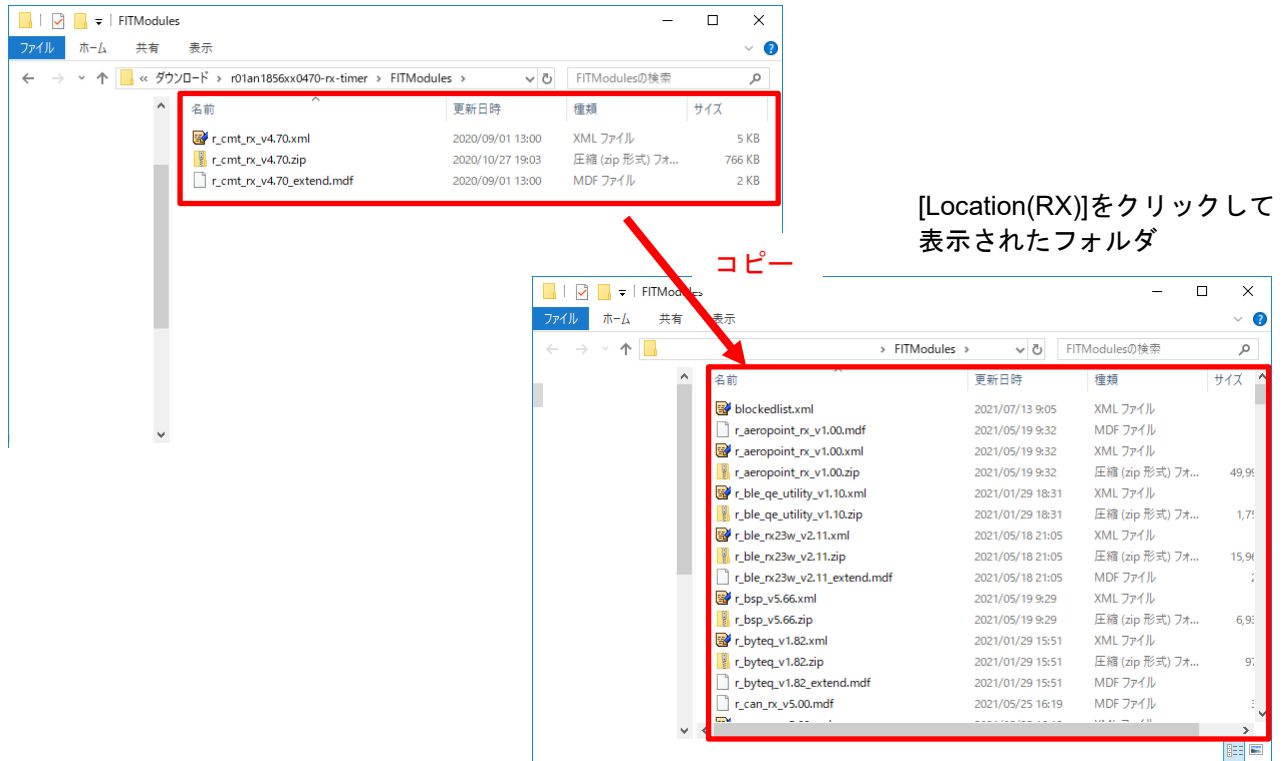 FITModules
ファイル ホーム 共有 表示
« ダウンロード › r01an1856xx0470-rx-timer › FITModules › FITModulesの検索
名前 更新日時 種類 サイズ
r_cmt_rx_v4.70.xml 2020/09/01 13:00 XML ファイル 5 KB
r_cmt_rx_v4.70.zip 2020/10/27 19:03 圧縮 (zip 形式) フォ... 766 KB
r_cmt_rx_v4.70_extend.mdf 2020/09/01 13:00 MDF ファイル 2 KB
[Location(RX)]をクリックして
表示されたフォルダ
コピー
FITModules
ファイル ホーム 共有 表示
› FITModules › FITModulesの検索
名前 更新日時 種類 サイズ
blockedlist.xml 2021/07/13 9:05 XML ファイル
r_aeropoint_rx_v1.00.mdf 2021/05/19 9:32 MDF ファイル
r_aeropoint_rx_v1.00.xml 2021/05/19 9:32 XML ファイル
r_aeropoint_rx_v1.00.zip 2021/05/19 9:32 圧縮 (zip 形式) フォ... 49,99
r_ble_qe_utility_v1.10.xml 2021/01/29 18:31 XML ファイル
r_ble_qe_utility_v1.10.zip 2021/01/29 18:31 圧縮 (zip 形式) フォ... 1,75
r_ble_rx23w_v2.11.xml 2021/05/18 21:05 XML ファイル
r_ble_rx23w_v2.11.zip 2021/05/18 21:05 圧縮 (zip 形式) フォ... 15,96
r_ble_rx23w_v2.11_extend.mdf 2021/05/18 21:05 MDF ファイル
r_bsp_v5.66.xml 2021/05/19 9:29 XML ファイル
r_bsp_v5.66.zip 2021/05/19 9:29 圧縮 (zip 形式) フォ... 6,93
r_byteq_v1.82.xml 2021/01/29 15:51 XML ファイル
r_byteq_v1.82.zip 2021/01/29 15:51 圧縮 (zip 形式) フォ... 97
r_byteq_v1.82_extend.mdf 2021/01/29 15:51 MDF ファイル
r_can_rx_v5.00.mdf 2021/05/25 16:19 MDF ファイル